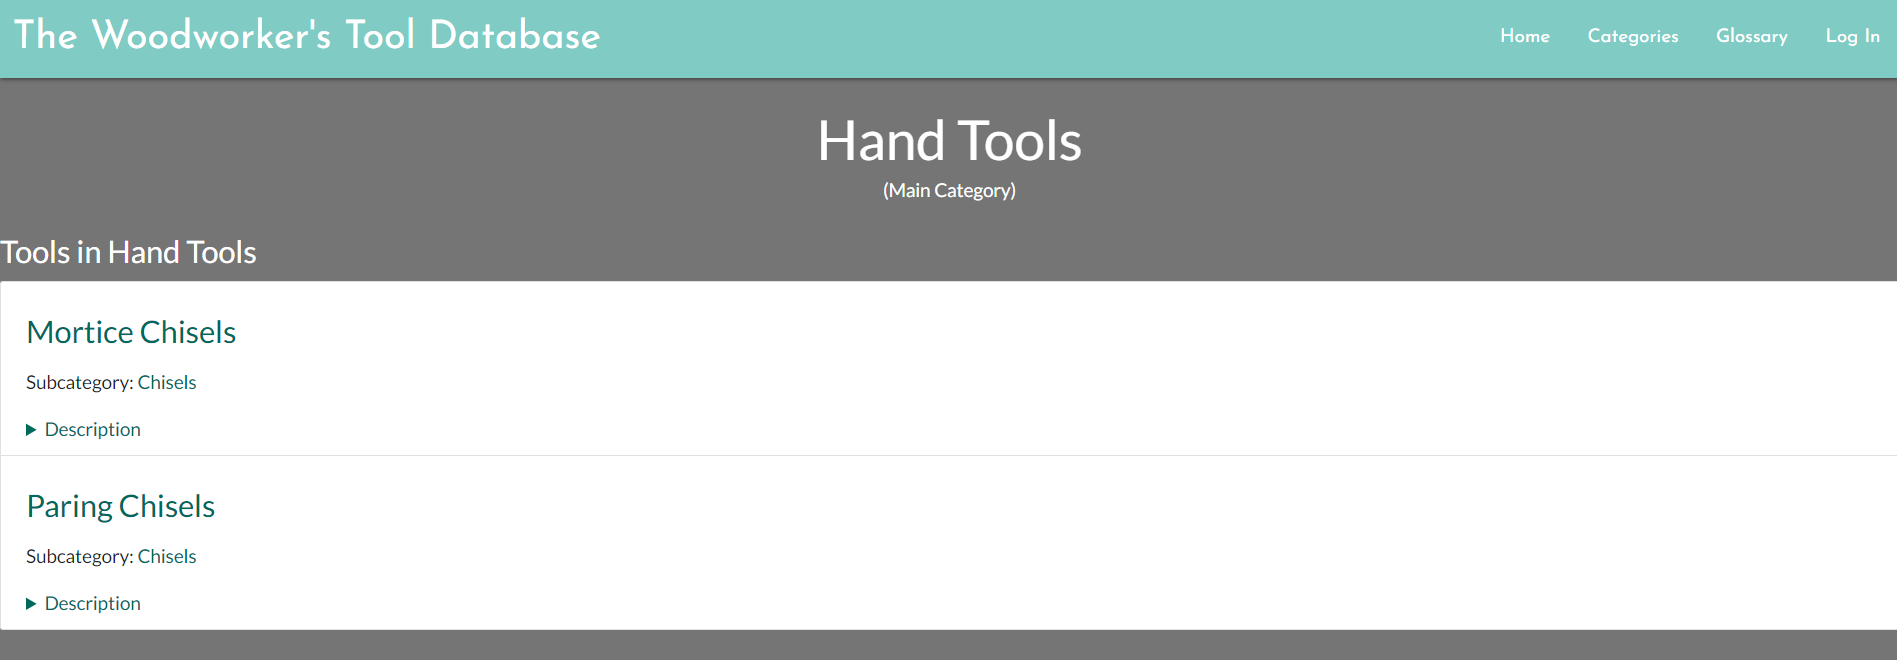 The Woodworker's Tool Database
Home Categories Glossary Log In
Hand Tools
(Main Category)
Tools in Hand Tools
Mortice Chisels
Subcategory: Chisels
Description
Paring Chisels
Subcategory: Chisels
Description